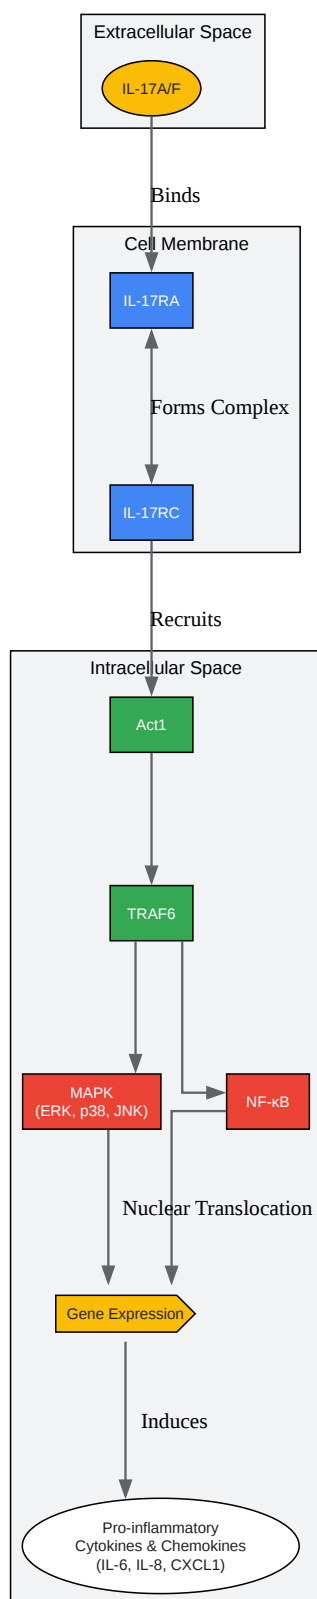 Extracellular Space
IL-17A/F
Binds
Cell Membrane
IL-17RA
Forms Complex
IL-17RC
Recruits
Intracellular Space
Act1
TRAF6
MAPK
(ERK, p38, JNK)
NF-κB
Nuclear Translocation
Gene Expression
Induces
Pro-inflammatory
Cytokines & Chemokines
(IL-6, IL-8, CXCL1)